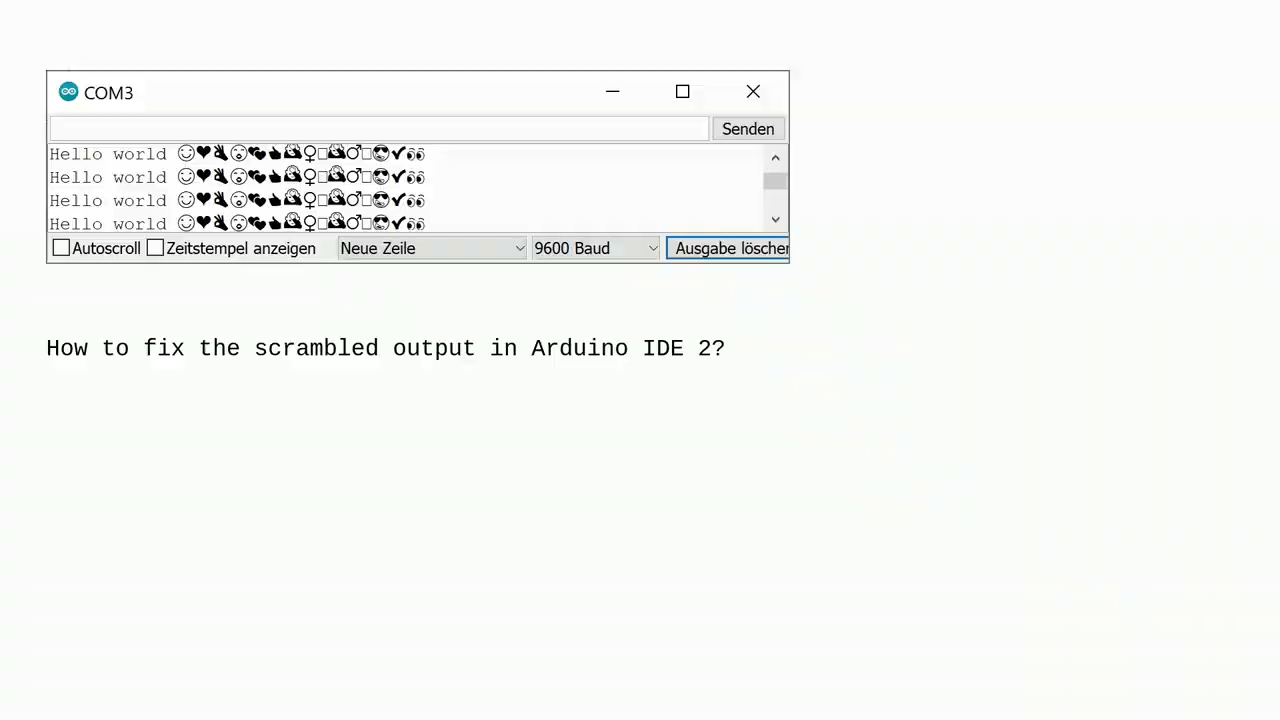 COM3
Senden
Hello world ☺❤👌😮💕👍🤷♀□🤷♂□😎✔👀
Hello world ☺❤👌😮💕👍🤷♀□🤷♂□😎✔👀
Hello world ☺❤👌😮💕👍🤷♀□🤷♂□😎✔👀
Hello world ☺❤👌😮💕👍🤷♀□🤷♂□😎✔👀
Autoscroll Zeitstempel anzeigen Neue Zeile 9600 Baud Ausgabe löschen
How to fix the scrambled output in Arduino IDE 2?